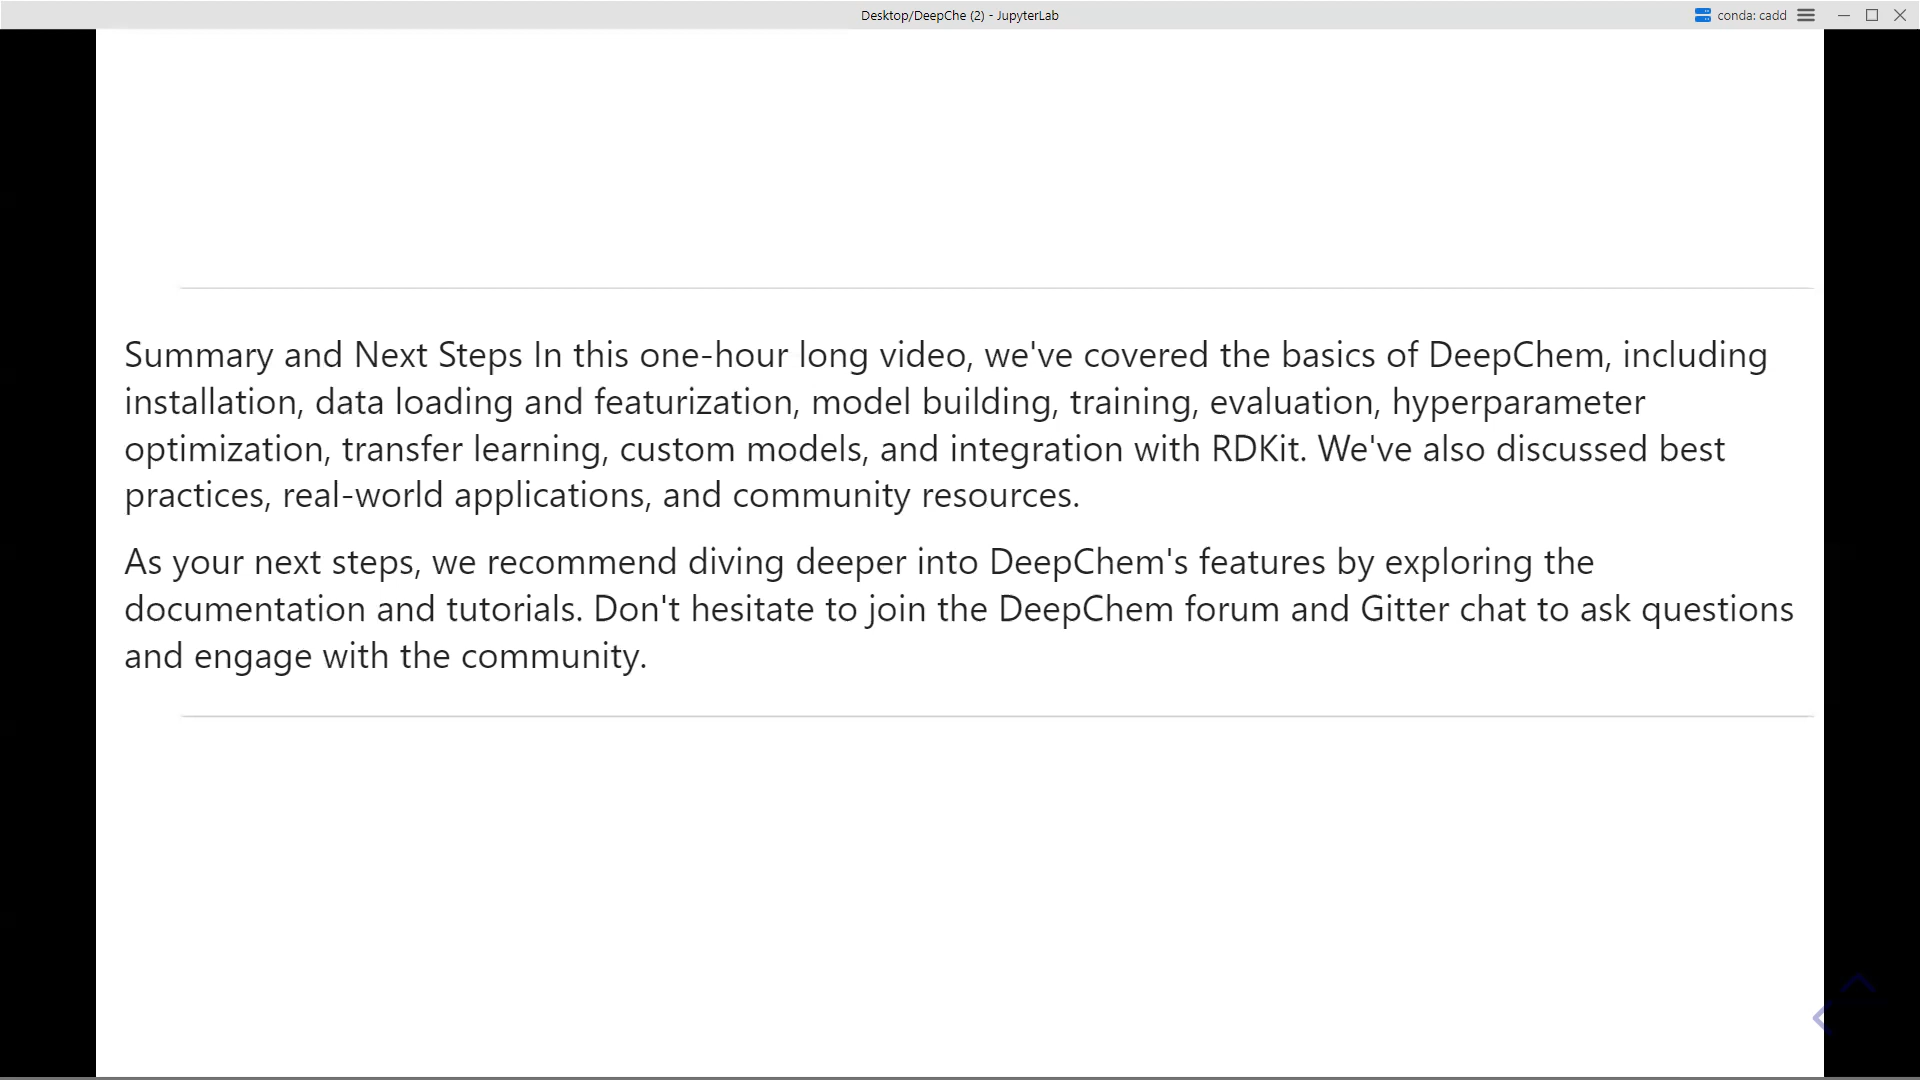 Desktop/DeepChe (2) - JupyterLab
conda: cadd
Summary and Next Steps In this one-hour long video, we've covered the basics of DeepChem, including
installation, data loading and featurization, model building, training, evaluation, hyperparameter
optimization, transfer learning, custom models, and integration with RDKit. We've also discussed best
practices, real-world applications, and community resources.
As your next steps, we recommend diving deeper into DeepChem's features by exploring the
documentation and tutorials. Don't hesitate to join the DeepChem forum and Gitter chat to ask questions
and engage with the community.